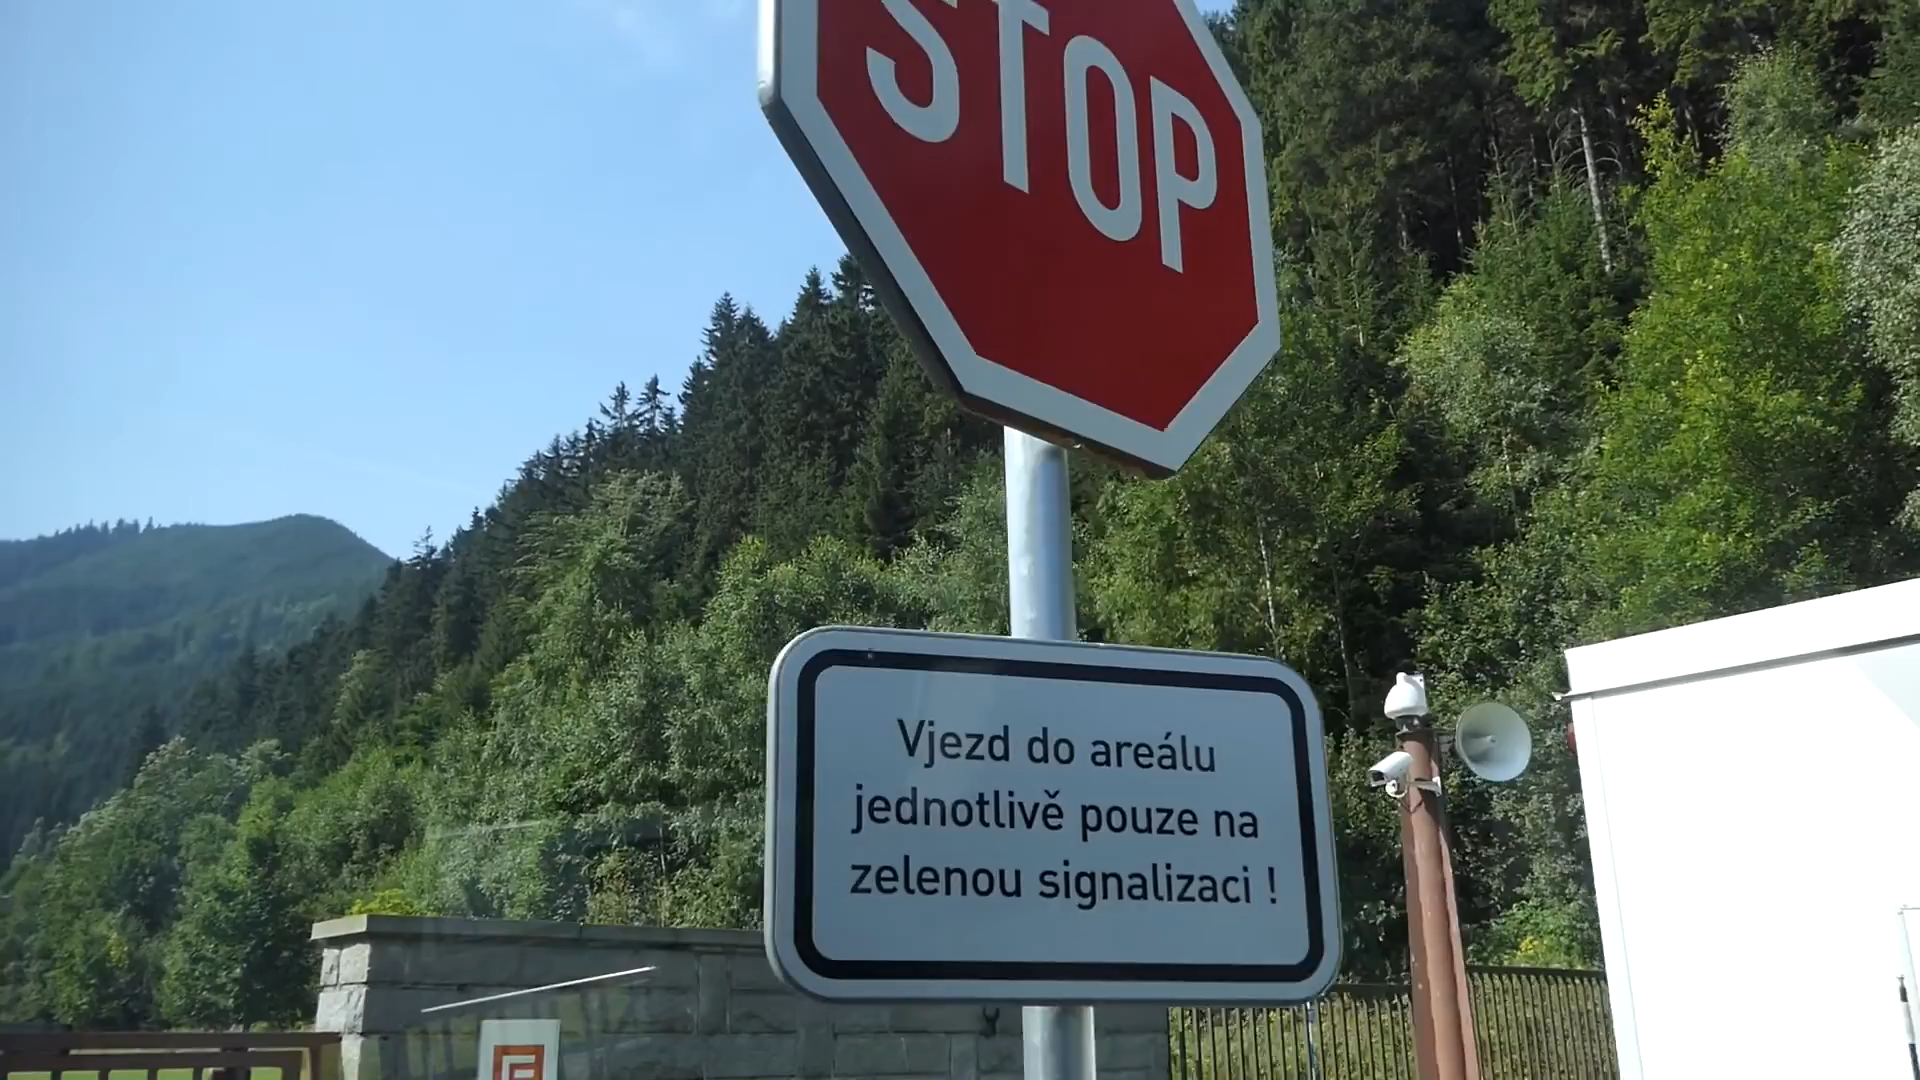 STOP
Vjezd do areálu
jednotlivě pouze na
zelenou signalizaci !